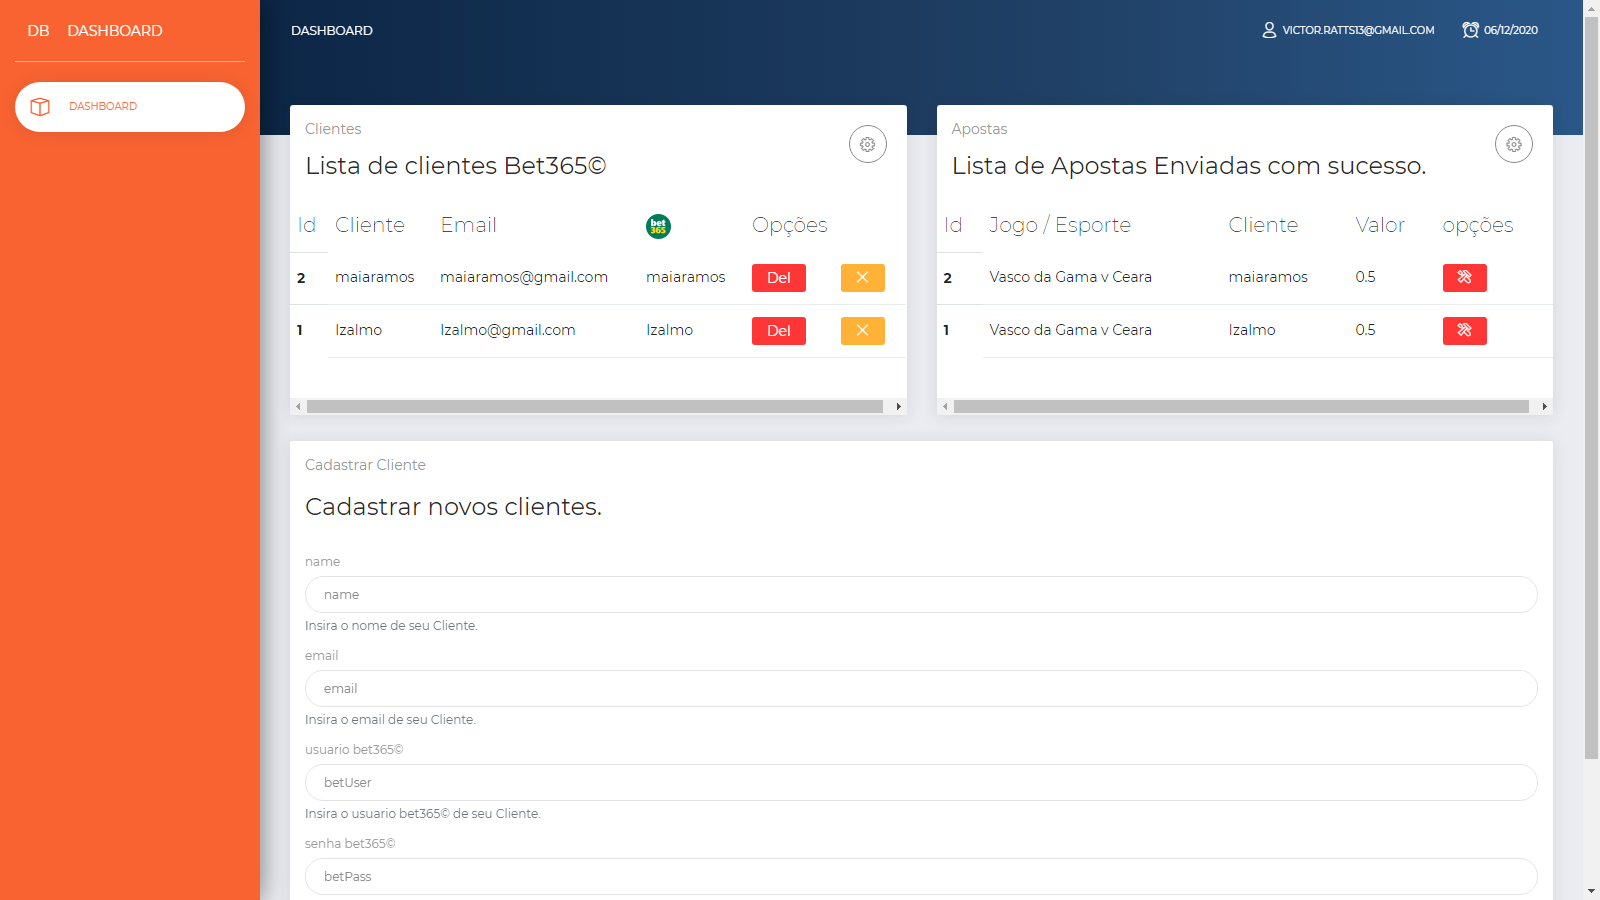 DB DASHBOARD
DASHBOARD
DASHBOARD
VICTOR.RATTS13@GMAIL.COM
06/12/2020
Clientes
Lista de clientes Bet365©
Id Cliente Email bet 365 Opções
2 maiaramos maiaramos@gmail.com maiaramos Del
1 Izalmo Izalmo@gmail.com Izalmo Del
Apostas
Lista de Apostas Enviadas com sucesso.
Id Jogo / Esporte Cliente Valor opções
2 Vasco da Gama v Ceara maiaramos 0.5
1 Vasco da Gama v Ceara Izalmo 0.5
Cadastrar Cliente
Cadastrar novos clientes.
name
name
Insira o nome de seu Cliente.
email
email
Insira o email de seu Cliente.
usuario bet365©
betUser
Insira o usuario bet365© de seu Cliente.
senha bet365©
betPass